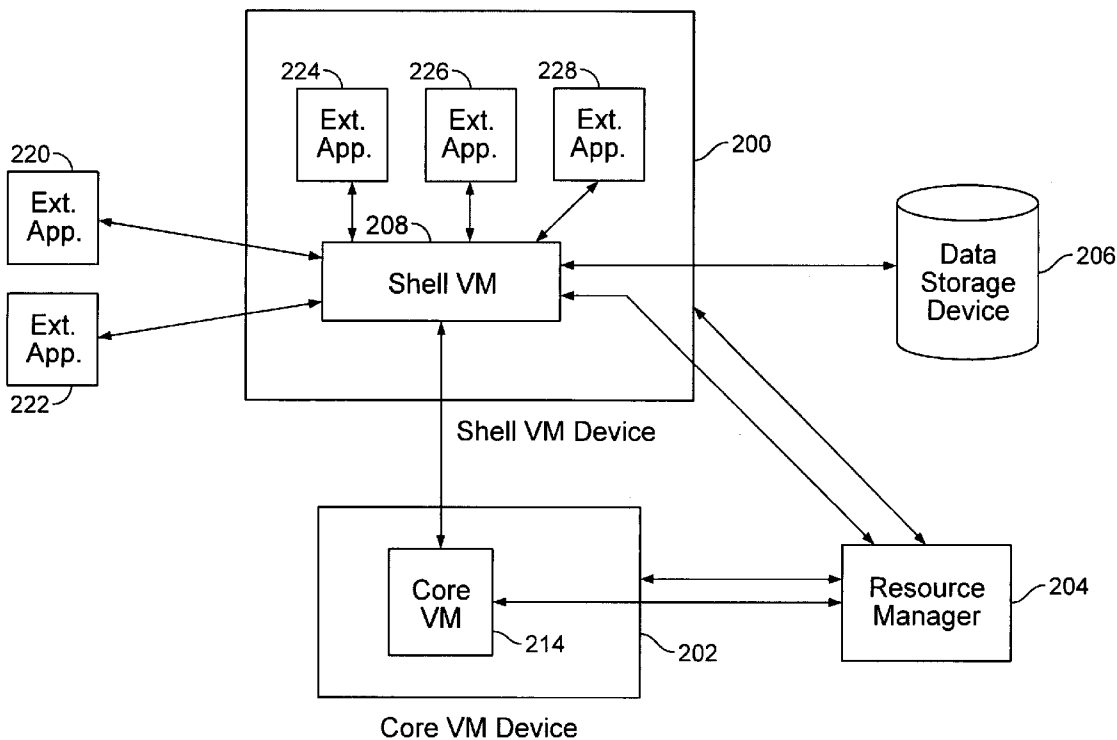 224
226
228
Ext.
App.
Ext.
App.
Ext.
App.
200
220
Ext.
App.
208
Shell VM
Data
Storage
Device
206
Ext.
App.
222
Shell VM Device
Core
VM
214
202
Resource
Manager
204
Core VM Device